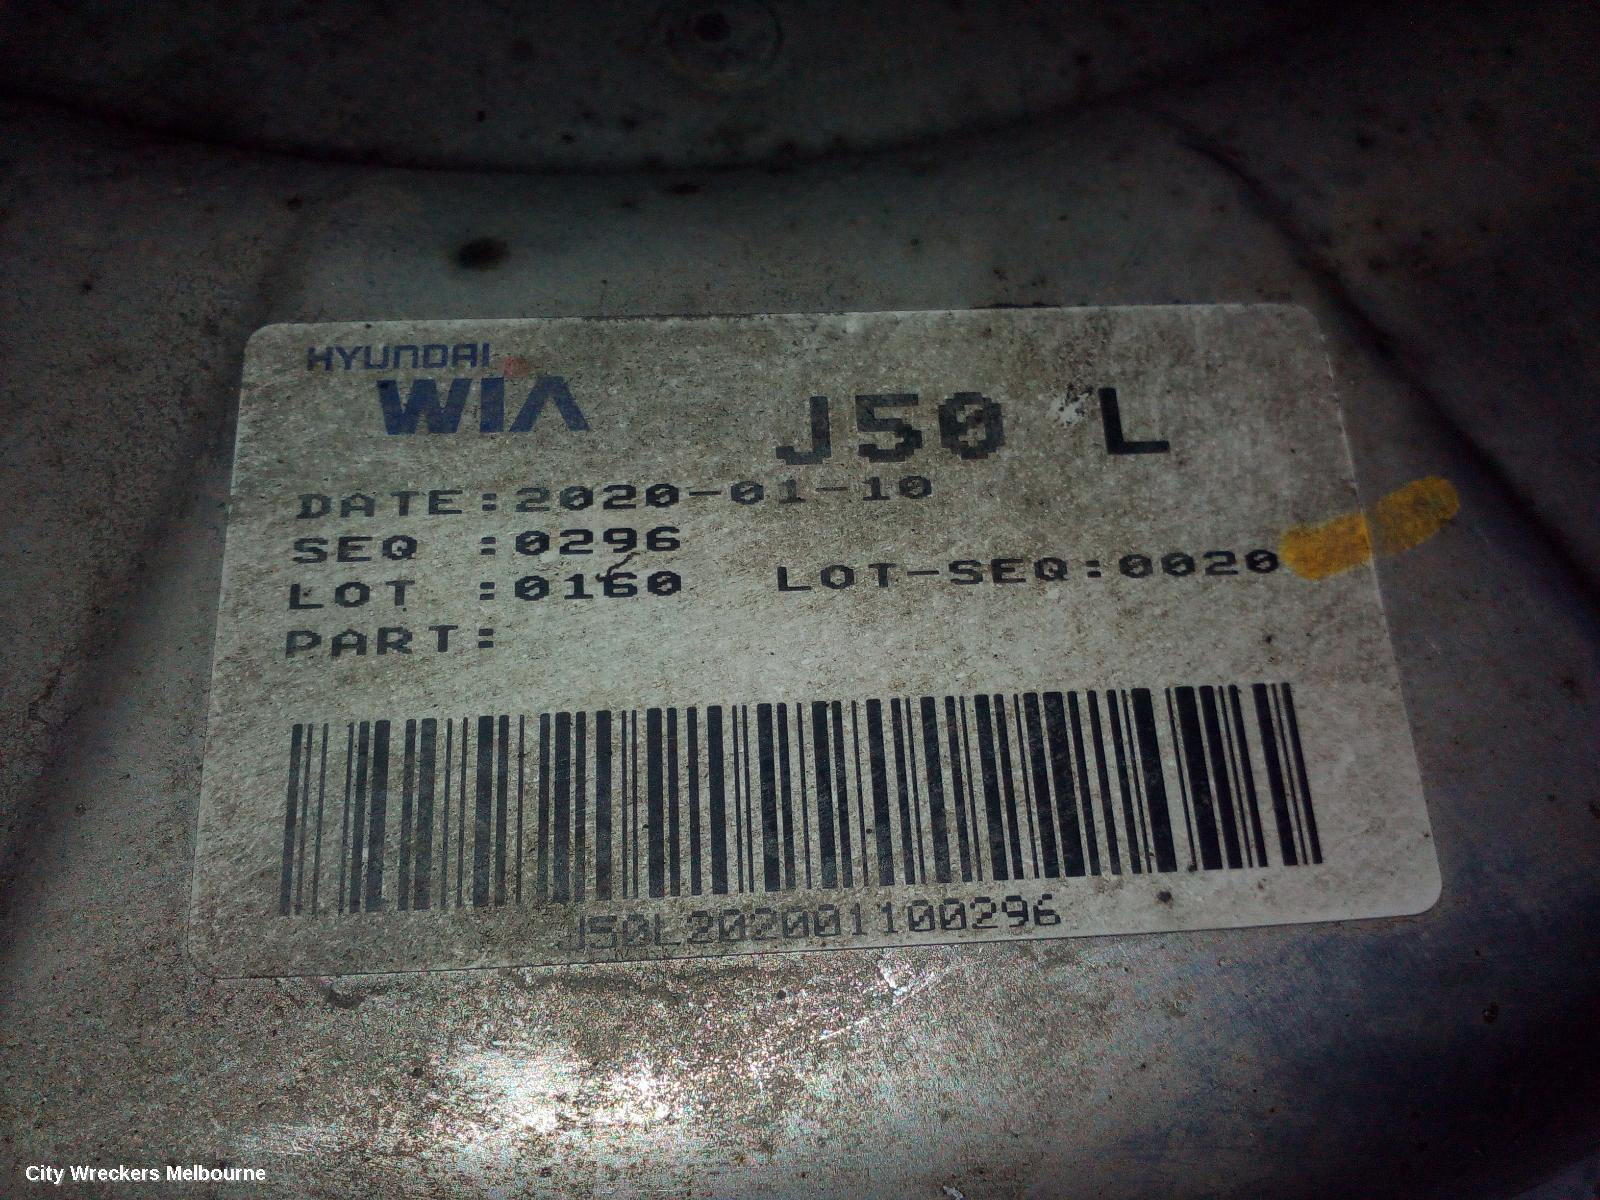 HYUNDAI
WIA
J50 L
DATE:2020-01-10
SEQ :0296
LOT :0160 LOT-SEQ:0020
PART:
J50L202001100296
City Wreckers Melbourne